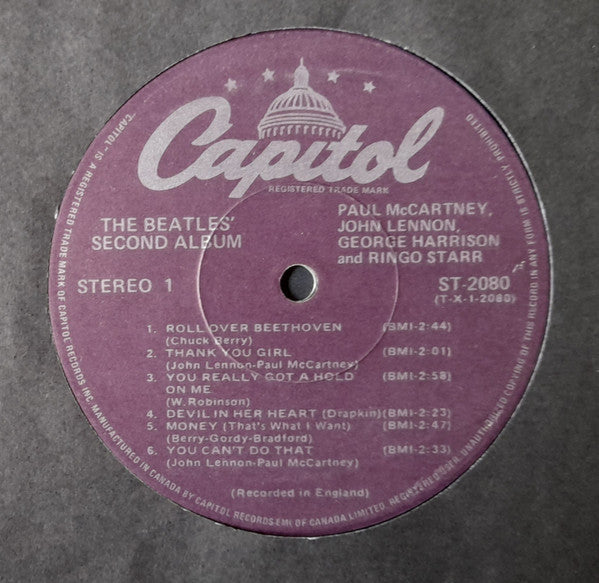 Capitol
REGISTERED TRADE MARK
THE BEATLES'
SECOND ALBUM
PAUL McCARTNEY,
JOHN LENNON,
GEORGE HARRISON
and RINGO STARR
STEREO 1
ST-2080
(T-X-1-2080)
1. ROLL OVER BEETHOVEN (BMI-2:44)
(Chuck Berry)
2. THANK YOU GIRL (BMI-2:01)
(John Lennon-Paul McCartney)
3. YOU REALLY GOT A HOLD (BMI-2:58)
ON ME
(W.Robinson)
4. DEVIL IN HER HEART (Drapkin)(BMI-2:23)
5. MONEY (That's What I Want) (BMI-2:47)
(Berry-Gordy-Bradford)
6. YOU CAN'T DO THAT (BMI-2:33)
(John Lennon-Paul McCartney)
(Recorded in England)
"CAPITOL" IS A REGISTERED TRADE MARK OF CAPITOL RECORDS INC. MANUFACTURED IN CANADA BY CAPITOL RECORDS-EMI OF CANADA LIMITED, REGISTERED USER. UNAUTHORIZED COPYING OF THIS RECORD IN ANY FORM IS STRICTLY PROHIBITED